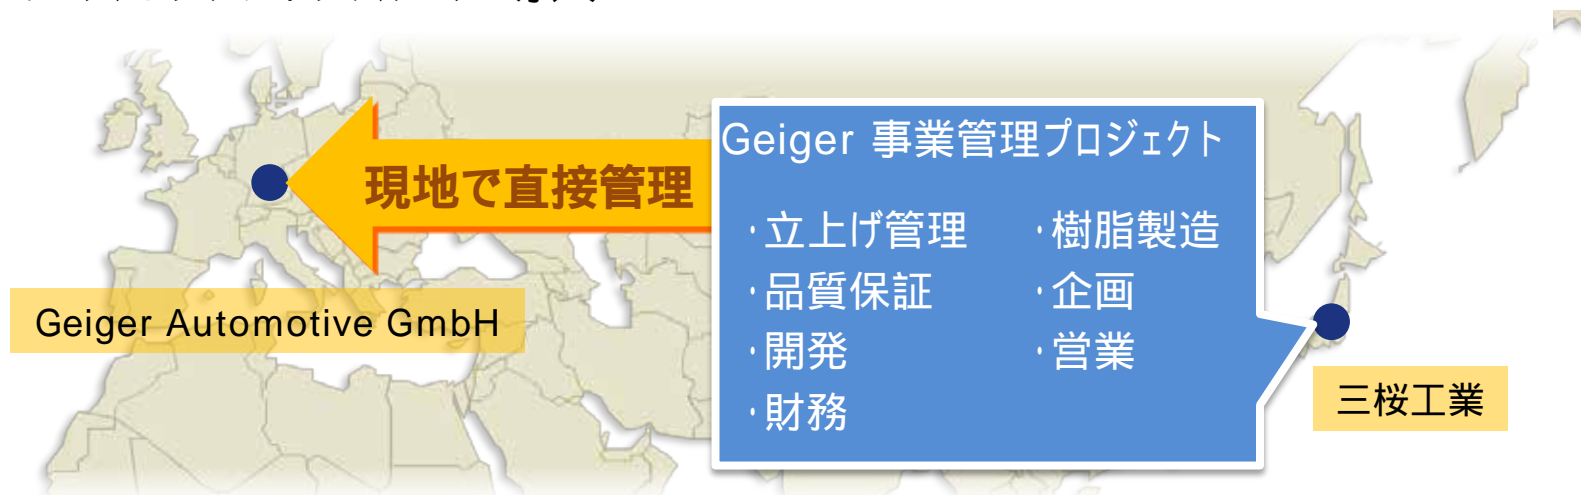 Geiger 事業管理プロジェクト
現地で直接管理
・立上げ管理
・樹脂製造
・品質保証
・企画
・開発
・営業
・財務
Geiger Automotive GmbH
三桜工業